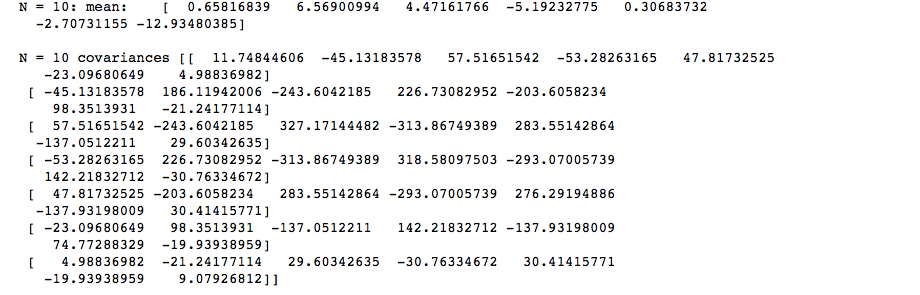 N = 10: mean:    [  0.65816839   6.56900994   4.47161766  -5.19232775   0.30683732
  -2.70731155 -12.93480385]
N = 10 covariances [[  11.74844606  -45.13183578   57.51651542  -53.28263165   47.81732525
   -23.09680649    4.98836982]
 [ -45.13183578  186.11942006 -243.6042185   226.73082952 -203.6058234
    98.3513931   -21.24177114]
 [  57.51651542 -243.6042185   327.17144482 -313.86749389  283.55142864
  -137.0512211    29.60342635]
 [ -53.28263165  226.73082952 -313.86749389  318.58097503 -293.07005739
   142.21832712  -30.76334672]
 [  47.81732525 -203.6058234   283.55142864 -293.07005739  276.29194886
  -137.93198009   30.41415771]
 [ -23.09680649   98.3513931  -137.0512211   142.21832712 -137.93198009
    74.77288329  -19.93938959]
 [   4.98836982  -21.24177114   29.60342635  -30.76334672   30.41415771
   -19.93938959    9.07926812]]